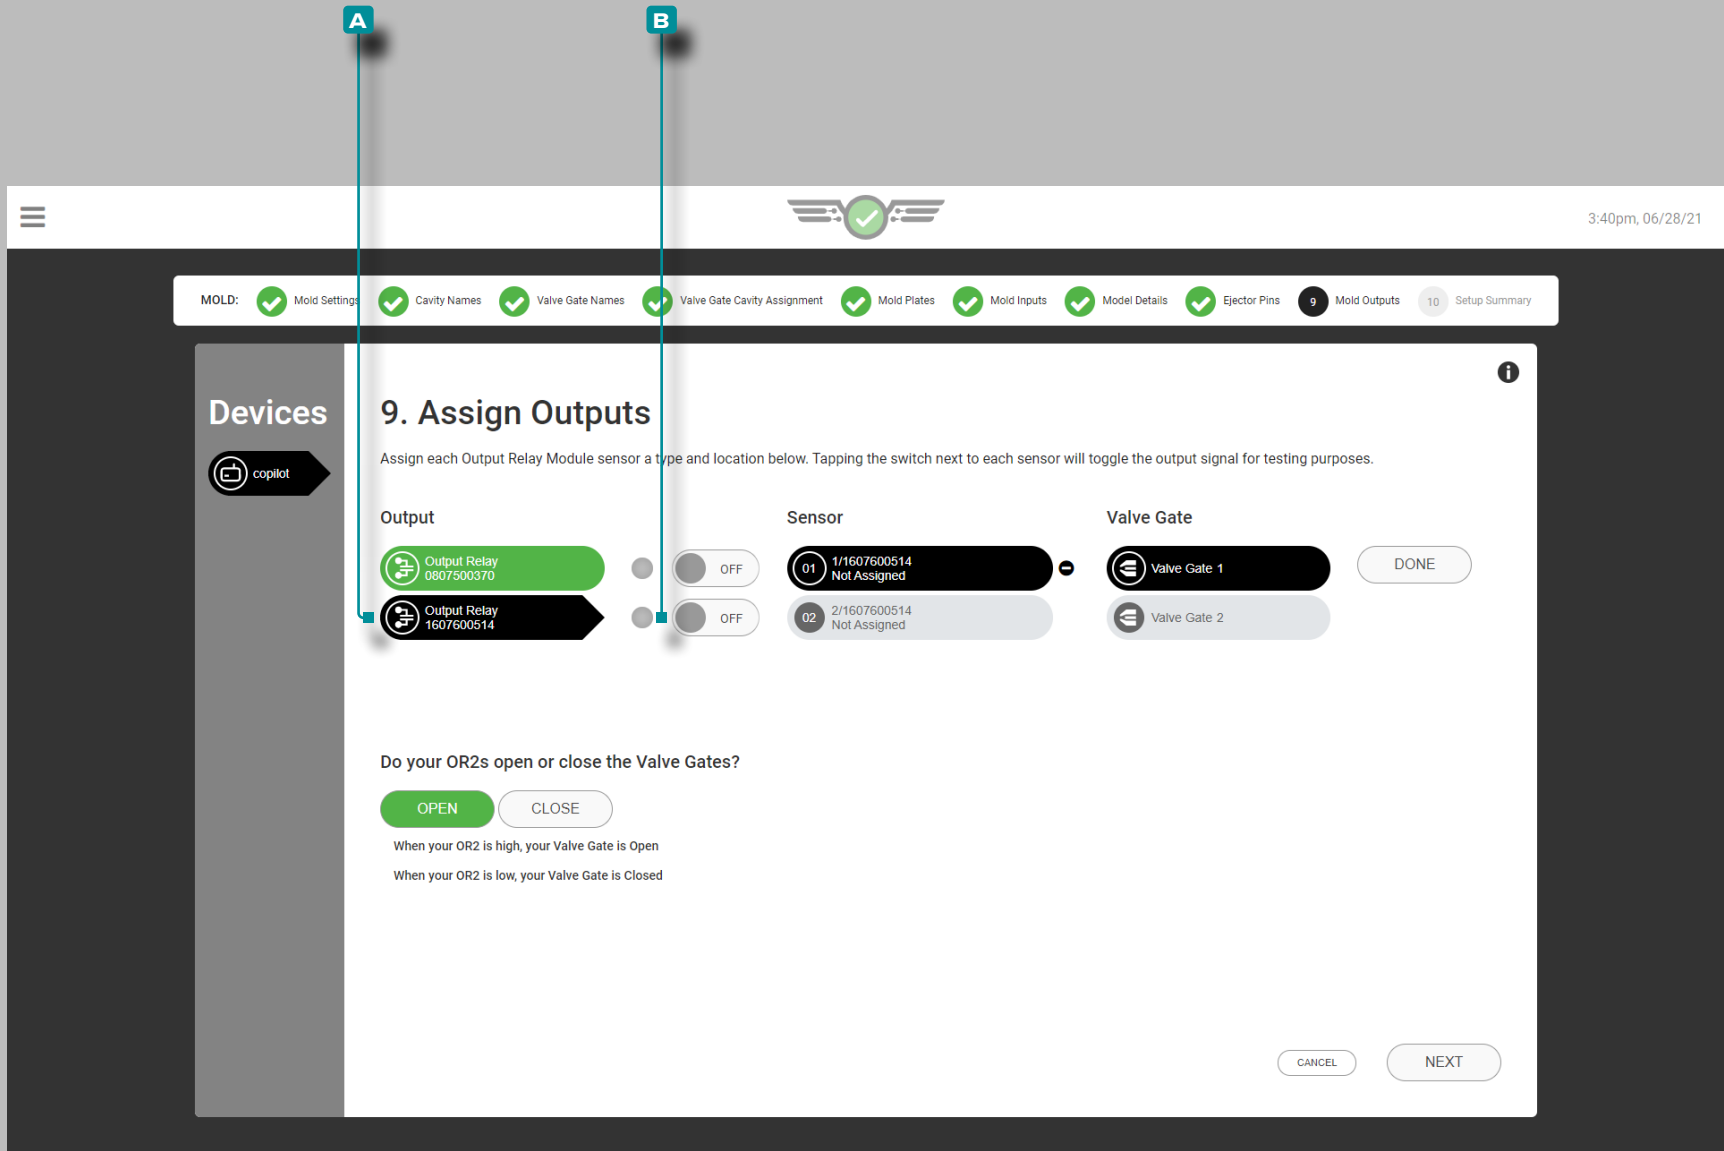 A
B
3:40pm, 06/28/21
MOLD: Mold Settings Cavity Names Valve Gate Names Valve Gate Cavity Assignment Mold Plates Mold Inputs Model Details Ejector Pins 9 Mold Outputs 10 Setup Summary
Devices
copilot
9. Assign Outputs
Assign each Output Relay Module sensor a type and location below. Tapping the switch next to each sensor will toggle the output signal for testing purposes.
Output
Sensor
Valve Gate
Output Relay
0807500370
OFF
01
1/1607600514
Not Assigned
Valve Gate 1
DONE
Output Relay
1607600514
OFF
02
2/1607600514
Not Assigned
Valve Gate 2
Do your OR2s open or close the Valve Gates?
OPEN
CLOSE
When your OR2 is high, your Valve Gate is Open
When your OR2 is low, your Valve Gate is Closed
CANCEL
NEXT